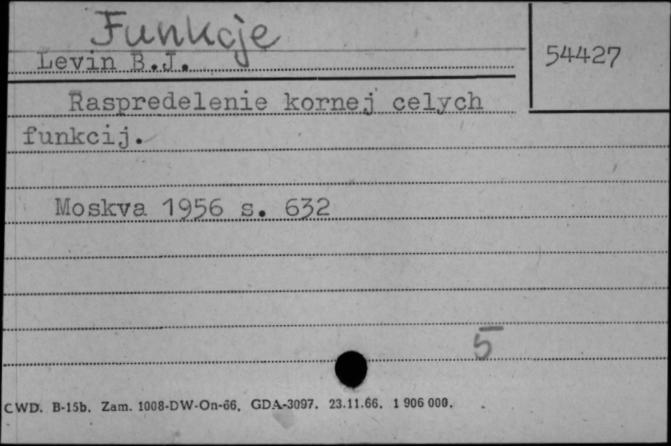 Funkcje
Levin B.J.
54427
Raspredelenie kornej celych
funkcij.
Moskva 1956 s. 632
5
CWD. B-15b. Zam. 1008-DW-On-66. GDA-3097. 23.11.66. 1 906 000.